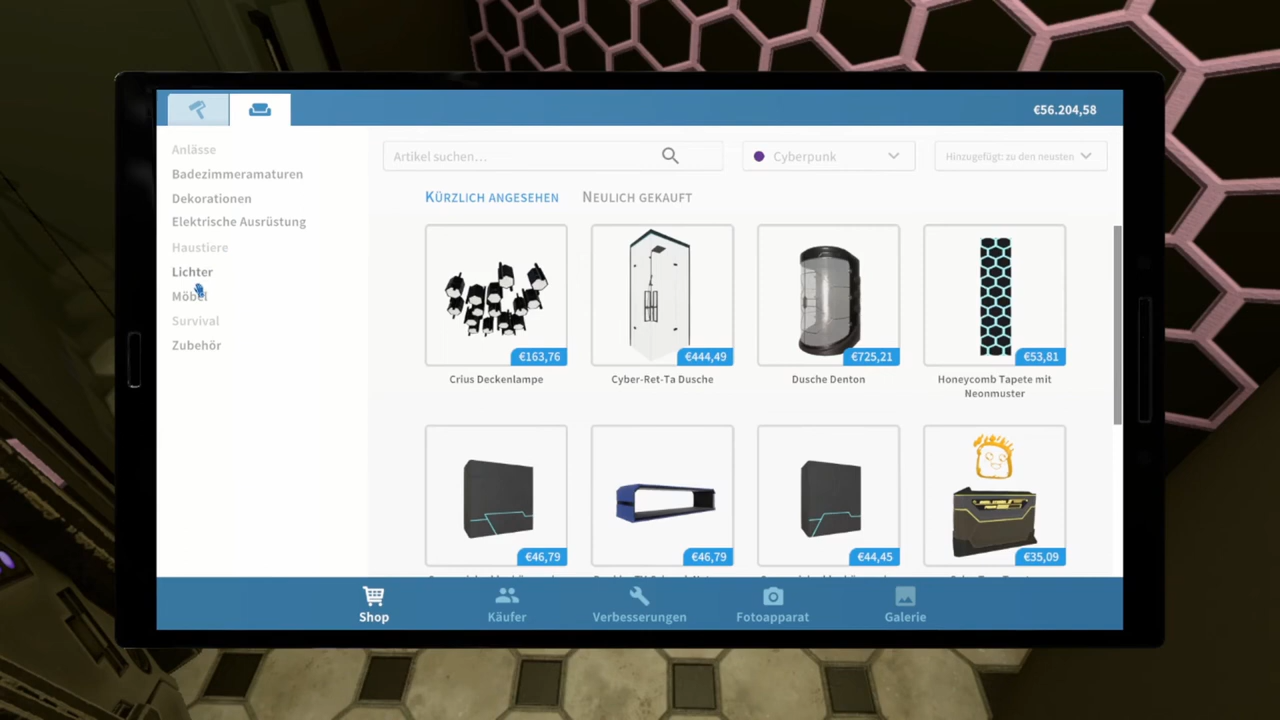 €56.204,58
Anlässe
Badezimmeramaturen
Dekorationen
Elektrische Ausrüstung
Haustiere
Lichter
Möbel
Survival
Zubehör
Artikel suchen...
Cyberpunk
Hinzugefügt: zu den neusten
KÜRZLICH ANGESEHEN
NEULICH GEKAUFT
€163,76
€444,49
€725,21
€53,81
Crius Deckenlampe
Cyber-Ret-Ta Dusche
Dusche Denton
Honeycomb Tapete mit
Neonmuster
€46,79
€46,79
€44,45
€35,09
Shop
Käufer
Verbesserungen
Fotoapparat
Galerie